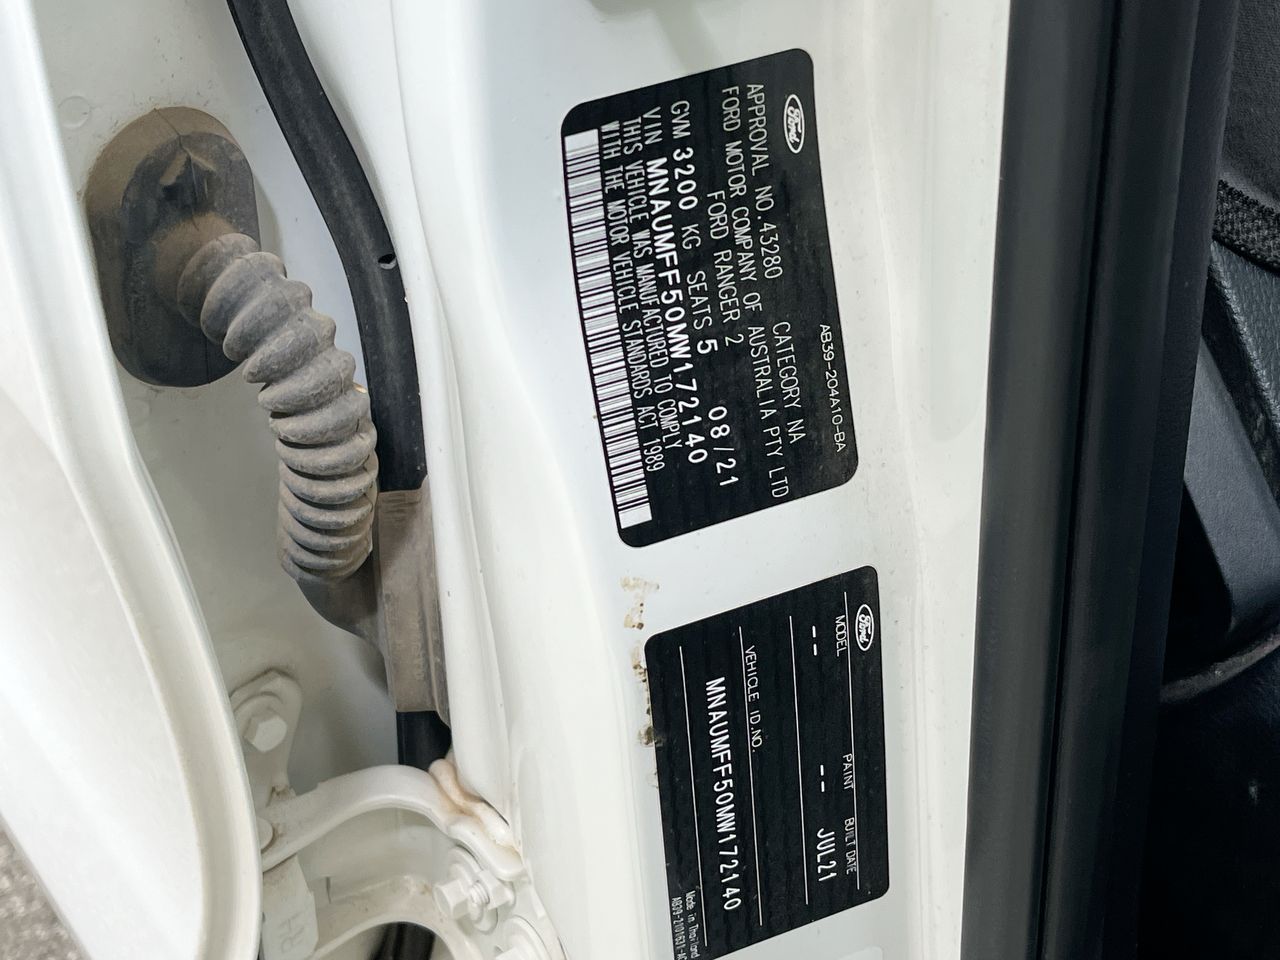 Ford
AB39-204A10-BA
APPROVAL NO.43280 CATEGORY NA
FORD MOTOR COMPANY OF AUSTRALIA PTY LTD
FORD RANGER 2
08/21
GVM 3200 KG SEATS 5
VIN MNAUMFF50MW172140
THIS VEHICLE WAS MANUFACTURED TO COMPLY
WITH THE MOTOR VEHICLE STANDARDS ACT 1989
Ford
MODEL PAINT BUILT DATE
-- -- JUL21
VEHICLE ID.NO.
MNAUMFF50MW172140
Made in Thailand